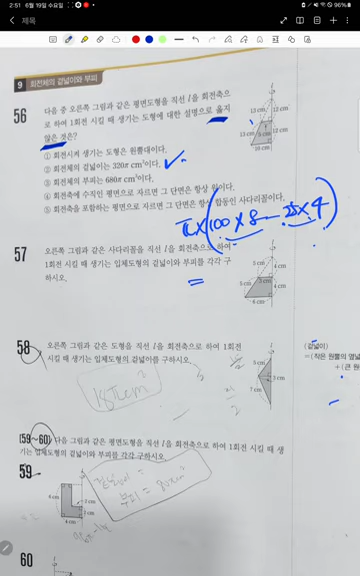 2:51 6월 19일 수요일
96%
제목
9 회전체의 겉넓이와 부피
56 다음 중 오른쪽 그림과 같은 평면도형을 직선 l을 회전축으
로 하여 1회전 시킬 때 생기는 도형에 대한 설명으로 옳지
않은 것은?
① 회전시켜 생기는 도형은 원뿔대이다.
② 회전체의 겉넓이는 320π cm²이다.
③ 회전체의 부피는 680π cm³이다.
④ 회전축에 수직인 평면으로 자르면 그 단면은 항상 원이다.
⑤ 회전축을 포함하는 평면으로 자르면 그 단면은 항상 합동인 사다리꼴이다.
13 cm
12 cm
13 cm
5 cm
12 cm
10 cm
57 오른쪽 그림과 같은 사다리꼴을 직선 l을 회전축으로 하여
1회전 시킬 때 생기는 입체도형의 겉넓이와 부피를 각각 구
하시오.
=
5 cm
4 cm
3 cm
4 cm
6 cm
58 오른쪽 그림과 같은 도형을 직선 l을 회전축으로 하여 1회전
시킬 때 생기는 입체도형의 겉넓이를 구하시오.
18πcm²
5 cm
3 cm
7 cm
(겉넓이)
=(작은 원뿔의 옆넓
+(큰 원
[59~60] 다음 그림과 같은 평면도형을 직선 l을 회전축으로 하여 1회전 시킬 때 생
기는 입체도형의 겉넓이와 부피를 각각 구하시오.
59
겉넓이 =
부피 =
6 cm
2 cm
4 cm
60